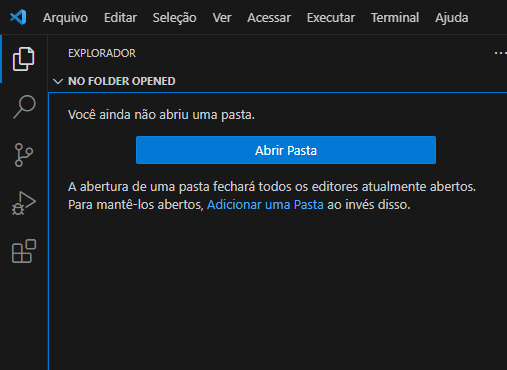 Arquivo Editar Seleção Ver Acessar Executar Terminal Ajuda
EXPLORADOR
NO FOLDER OPENED
Você ainda não abriu uma pasta.
Abrir Pasta
A abertura de uma pasta fechará todos os editores atualmente abertos.
Para mantê-los abertos, Adicionar uma Pasta ao invés disso.